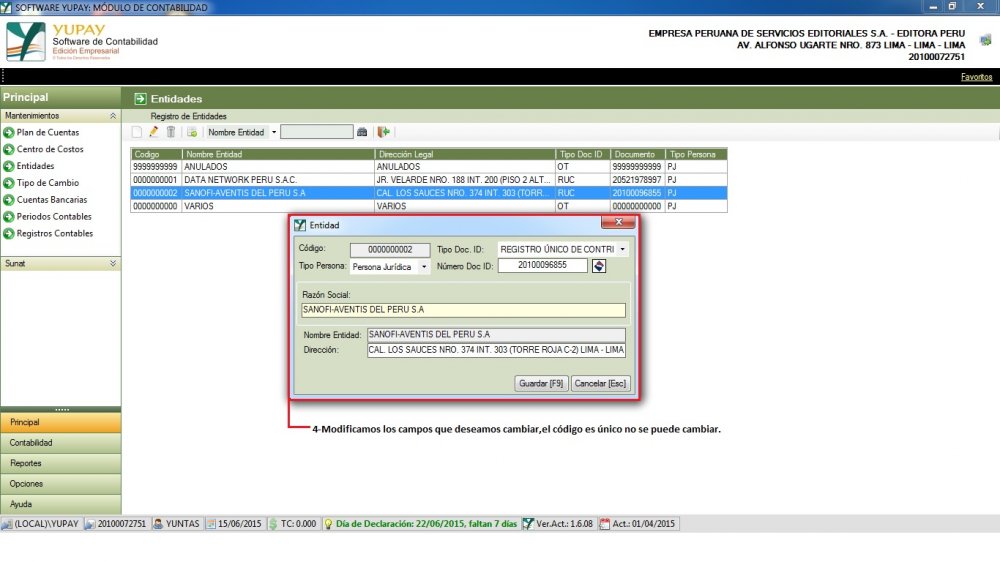 SOFTWARE YUPAY: MÓDULO DE CONTABILIDAD
YUPAY
Software de Contabilidad
Edición Empresarial
© Todos los Derechos Reservados
EMPRESA PERUANA DE SERVICIOS EDITORIALES S.A. - EDITORA PERU
AV. ALFONSO UGARTE NRO. 873 LIMA - LIMA - LIMA
20100072751
Favoritos
Principal
Entidades
Mantenimientos
Registro de Entidades
Nombre Entidad
Plan de Cuentas
Centro de Costos
Entidades
Tipo de Cambio
Cuentas Bancarias
Periodos Contables
Registros Contables
Sunat
Codigo Nombre Entidad Dirección Legal Tipo Doc ID Documento Tipo Persona
9999999999 ANULADOS ANULADOS OT 99999999999 PJ
0000000001 DATA NETWORK PERU S.A.C. JR. VELARDE NRO. 188 INT. 200 (PISO 2 ALT... RUC 20521978997 PJ
0000000002 SANOFI-AVENTIS DEL PERU S.A CAL. LOS SAUCES NRO. 374 INT. 303 (TORR... RUC 20100096855 PJ
0000000000 VARIOS VARIOS OT 00000000000 PJ
Entidad
Código: 0000000002 Tipo Doc. ID: REGISTRO ÚNICO DE CONTRI
Tipo Persona: Persona Jurídica Número Doc ID: 20100096855
Razón Social:
SANOFI-AVENTIS DEL PERU S.A
Nombre Entidad: SANOFI-AVENTIS DEL PERU S.A
Dirección: CAL. LOS SAUCES NRO. 374 INT. 303 (TORRE ROJA C-2) LIMA - LIMA
Guardar [F9] Cancelar [Esc]
4-Modificamos los campos que deseamos cambiar,el código es único no se puede cambiar.
Principal
Contabilidad
Reportes
Opciones
Ayuda
(LOCAL)\YUPAY 20100072751 YUNTAS 15/06/2015 TC: 0.000 Día de Declaración: 22/06/2015, faltan 7 días Ver.Act.: 1.6.08 Act.: 01/04/2015